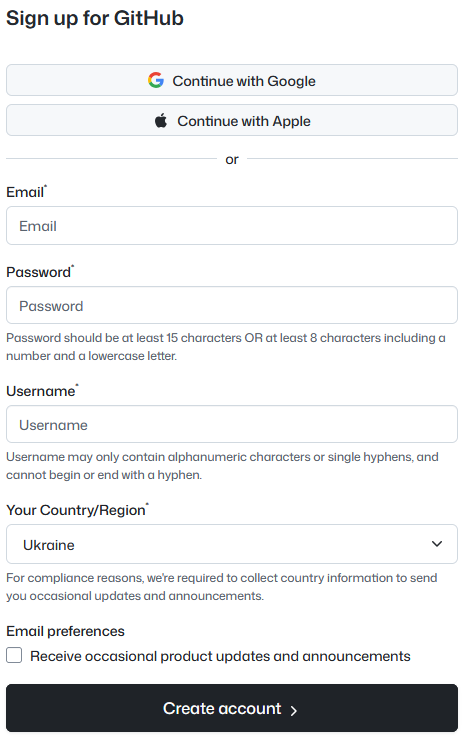 Sign up for GitHub
Continue with Google
Continue with Apple
or
Email*
Email
Password*
Password
Password should be at least 15 characters OR at least 8 characters including a
number and a lowercase letter.
Username*
Username
Username may only contain alphanumeric characters or single hyphens, and
cannot begin or end with a hyphen.
Your Country/Region*
Ukraine
For compliance reasons, we're required to collect country information to send
you occasional updates and announcements.
Email preferences
Receive occasional product updates and announcements
Create account